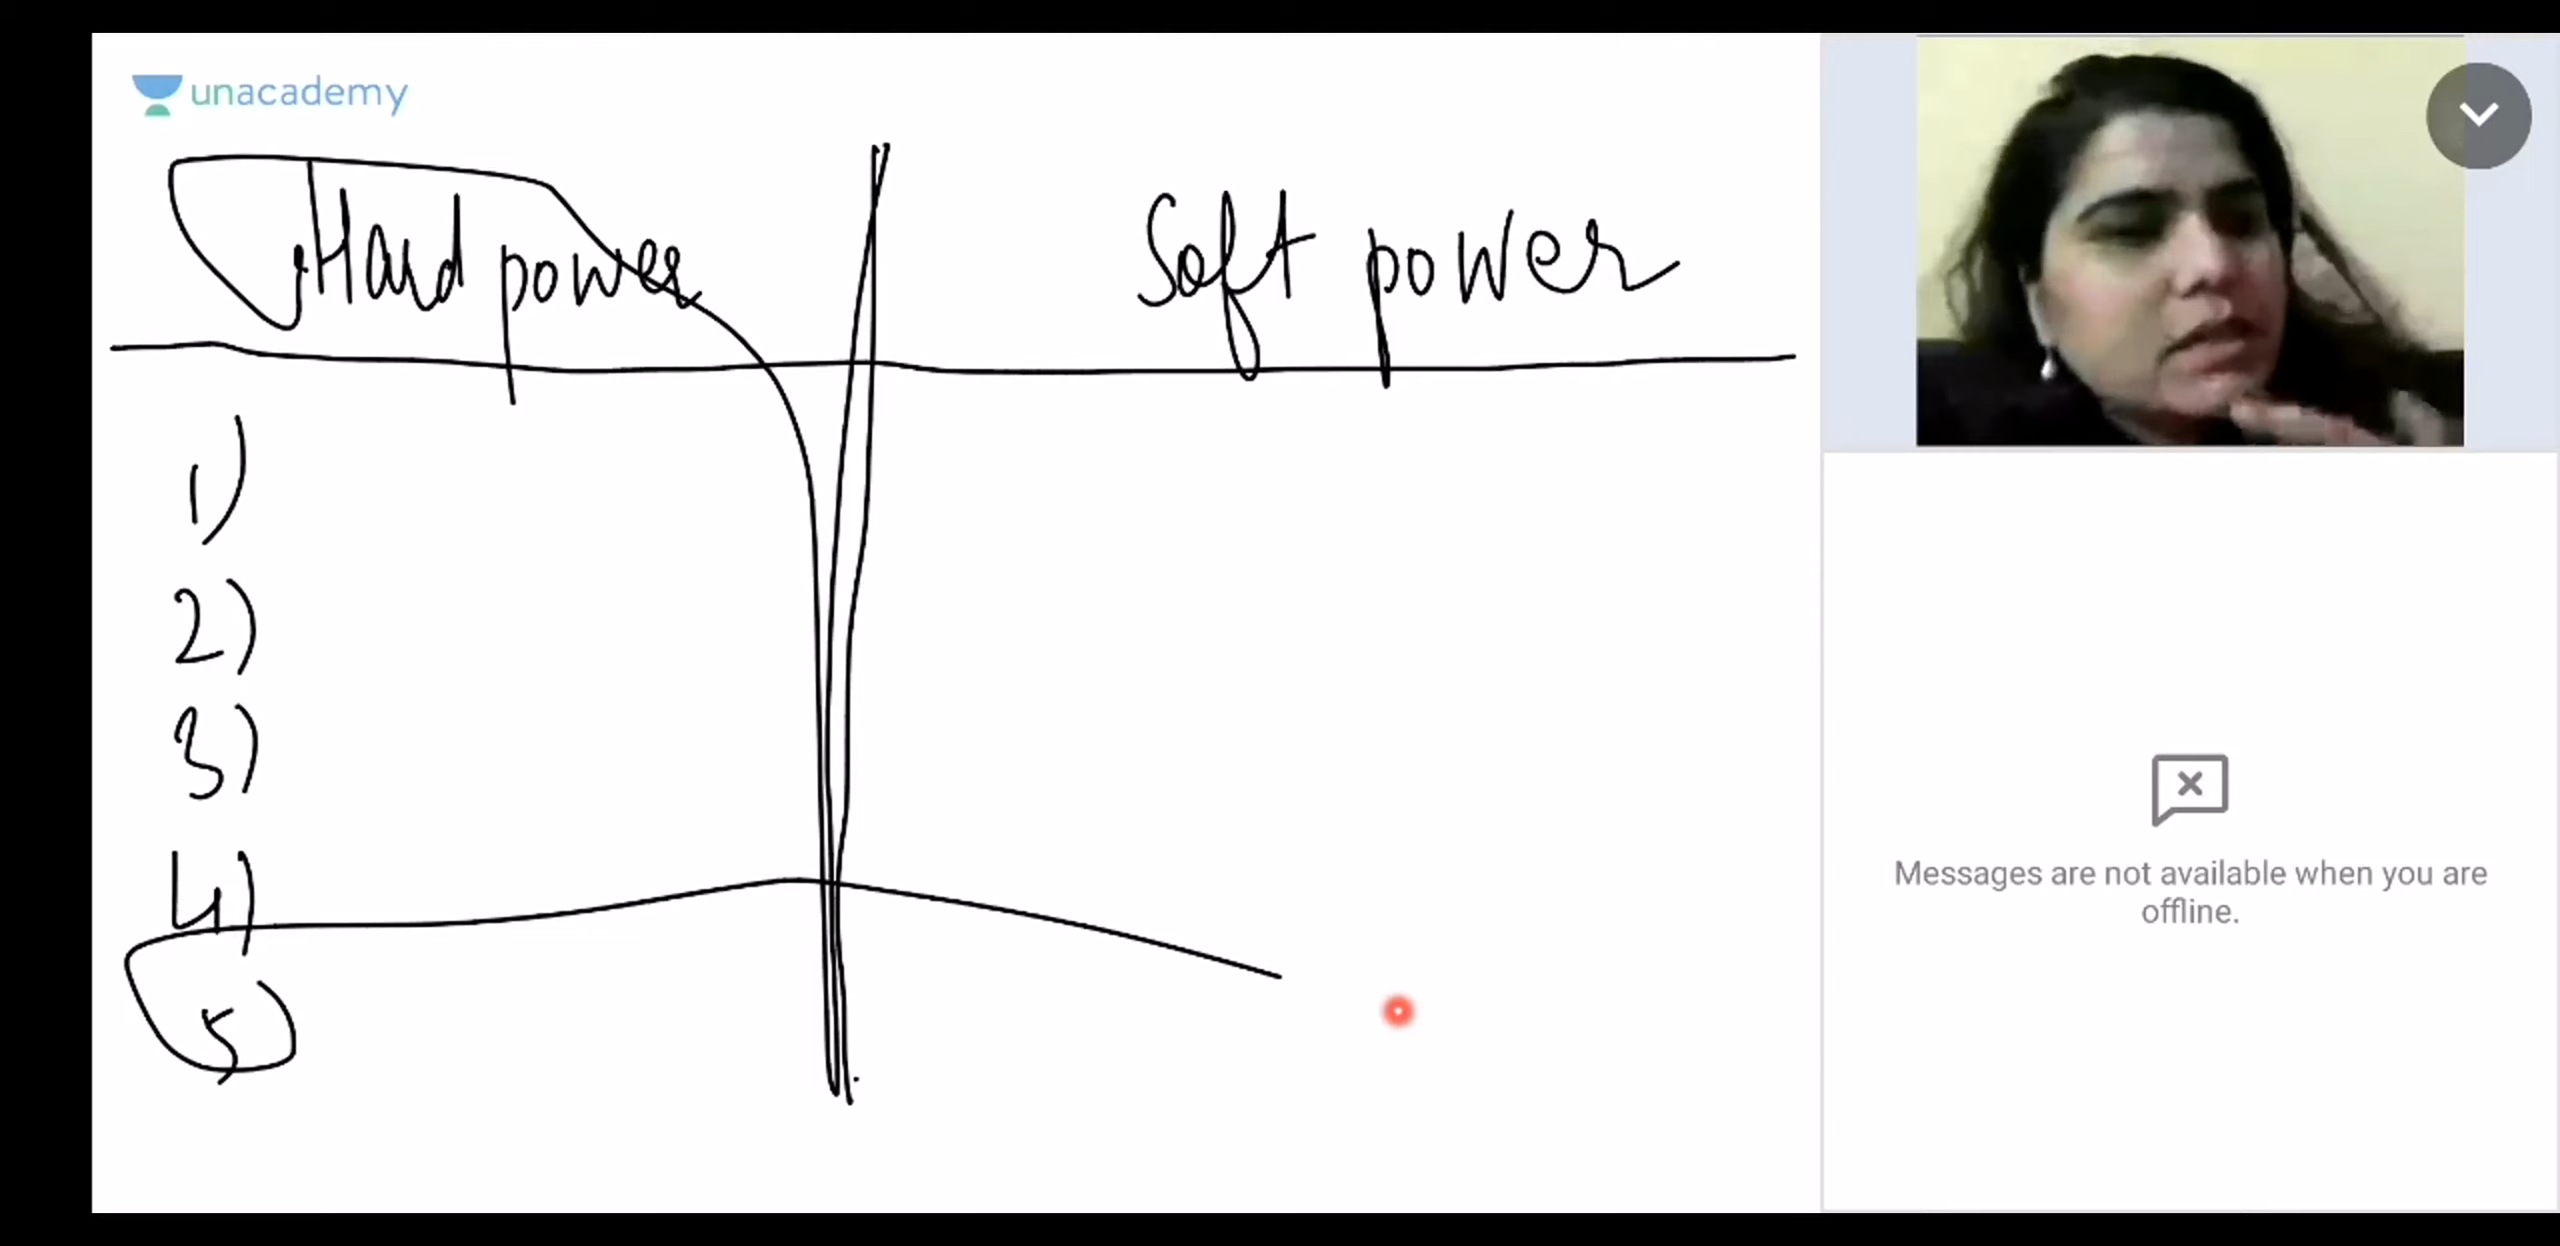 unacademy
Hard power
Soft power
1)
2)
3)
4)
5)
Messages are not available when you are
offline.